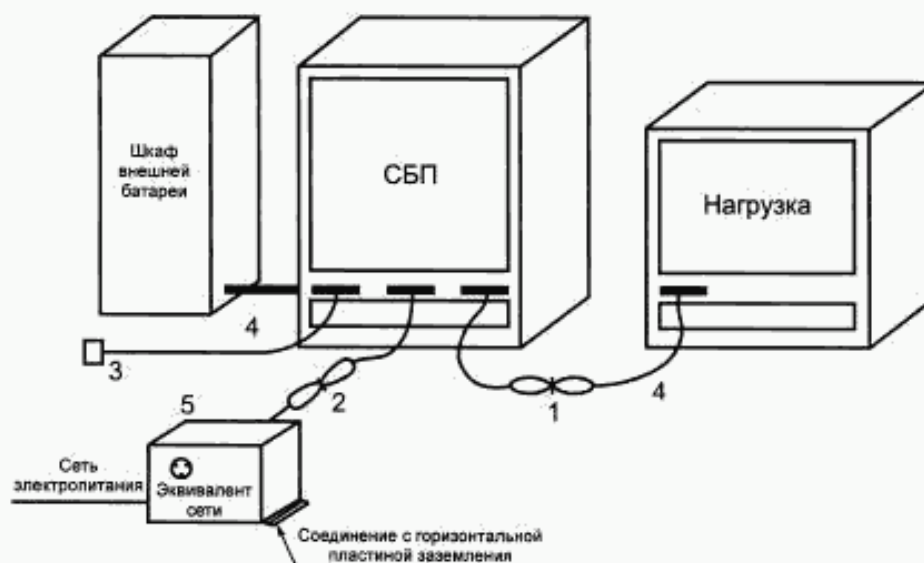 Шкаф
внешней
батареи
СБП
Нагрузка
4
3
2
1
4
5
Сеть
электропитания
Эквивалент
сети
Соединение с горизонтальной
пластиной заземления